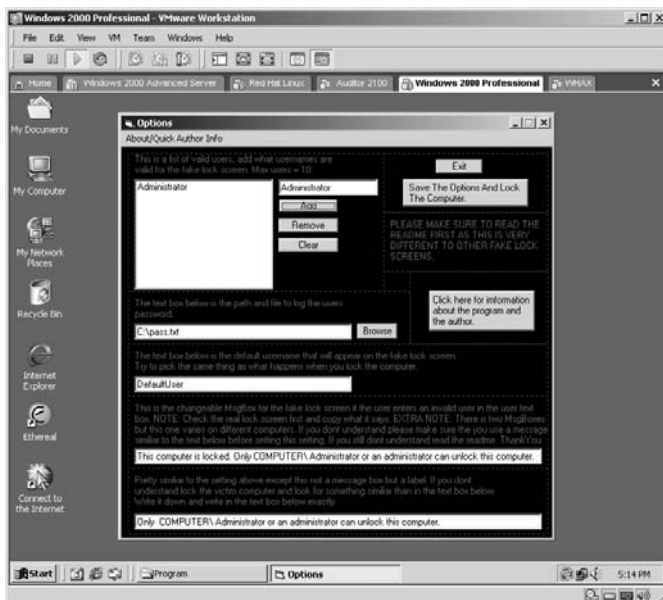 Windows 2000 Professional - VMware Workstation
File Edit View VM Team Windows Help
Home Windows 2000 Advanced Server Red Hat Linux Auditor 2100 Windows 2000 Professional WHAX
My Documents
My Computer
My Network
Places
Recycle Bin
Internet
Explorer
Ethereal
Connect to
the Internet
Options
About/Quick Author Info
This is a list of valid users, add what usernames are
valid for the fake lock screen. Max users = 10.
Administrator
Administrator
Add
Remove
Clear
Exit
Save The Options And Lock
The Computer.
PLEASE MAKE SURE TO READ THE
README FIRST AS THIS IS VERY
DIFFERENT TO OTHER FAKE LOCK
SCREENS.
Click here for information
about the program and
the author.
The text box below is the path and file to log the users
password.
C:\pass.txt
Browse
The text box below is the default username that will appear on the fake lock screen
Try to pick the same thing as what happens when you lock the computer.
DefaultUser
This is the changeable MsgBox for the fake lock screen if the user enters an invalid user in the user text
box. NOTE: Check the real lock screen first and copy what it says. EXTRA NOTE. There is two MsgBoxes
but this one varies on different computers. If you dont understand please make sure the you use a message
similar to the text below before setting this setting. If you still dont understand read the readme. ThankYou
This computer is locked. Only COMPUTER\Administrator or an administrator can unlock this computer.
Pretty similar to the setting above except this not a message box but a label. If you dont
understand lock the victim computer and look for something similar than in the text box below.
Write it down and write in the text box below exactly.
Only COMPUTER\Administrator or an administrator can unlock this computer.
Start Program Options 5:14 PM